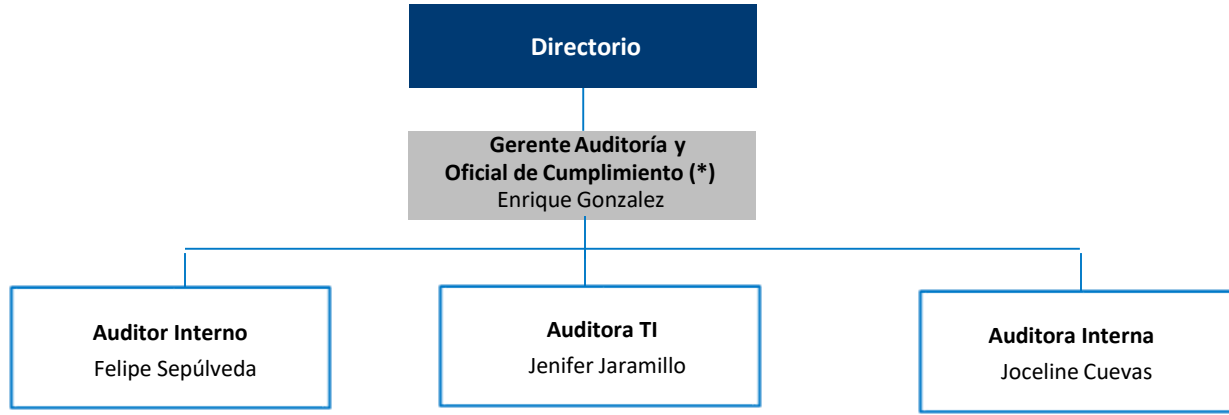 Directorio
Gerente Auditoría y
Oficial de Cumplimiento (*)
Enrique Gonzalez
Auditor Interno
Felipe Sepúlveda
Auditora TI
Jenifer Jaramillo
Auditora Interna
Joceline Cuevas